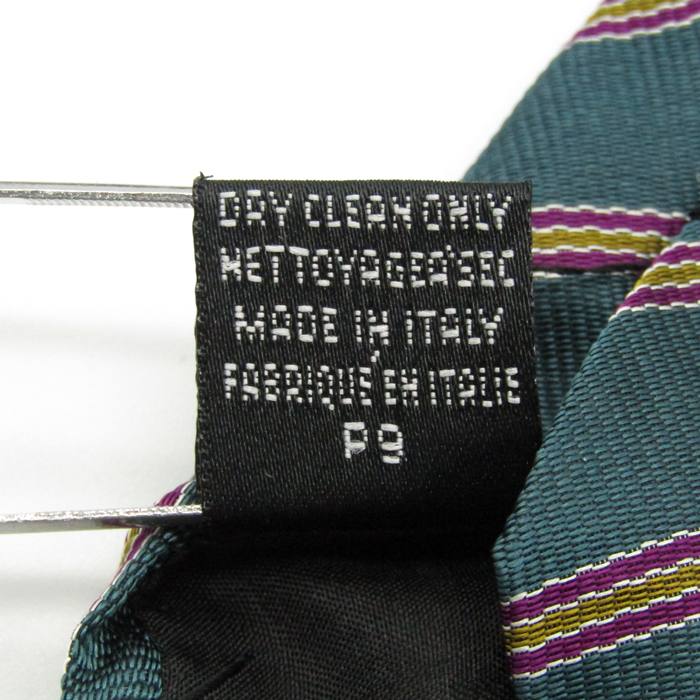 DRY CLEAN ONLY
NETTOYAGE A SEC
MADE IN ITALY
FABRIQUÉ EN ITALIE
P9